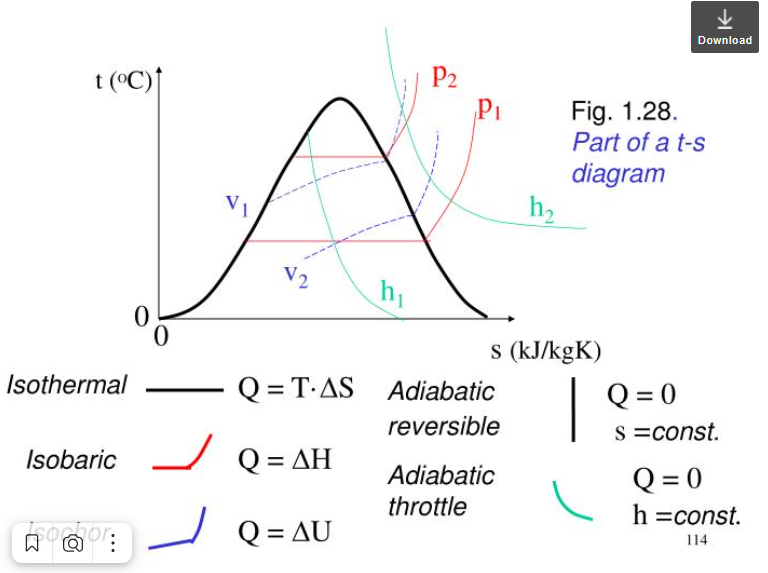 Download
t (°C)
p₂
p₁
Fig. 1.28.
Part of a t-s
diagram
v₁
h₂
v₂
h₁
0
0
s (kJ/kgK)
Isothermal
Q = T·ΔS
Adiabatic
reversible
Q = 0
s =const.
Isobaric
Q = ΔH
Adiabatic
throttle
Q = 0
h =const.
Isochor
Q = ΔU
114